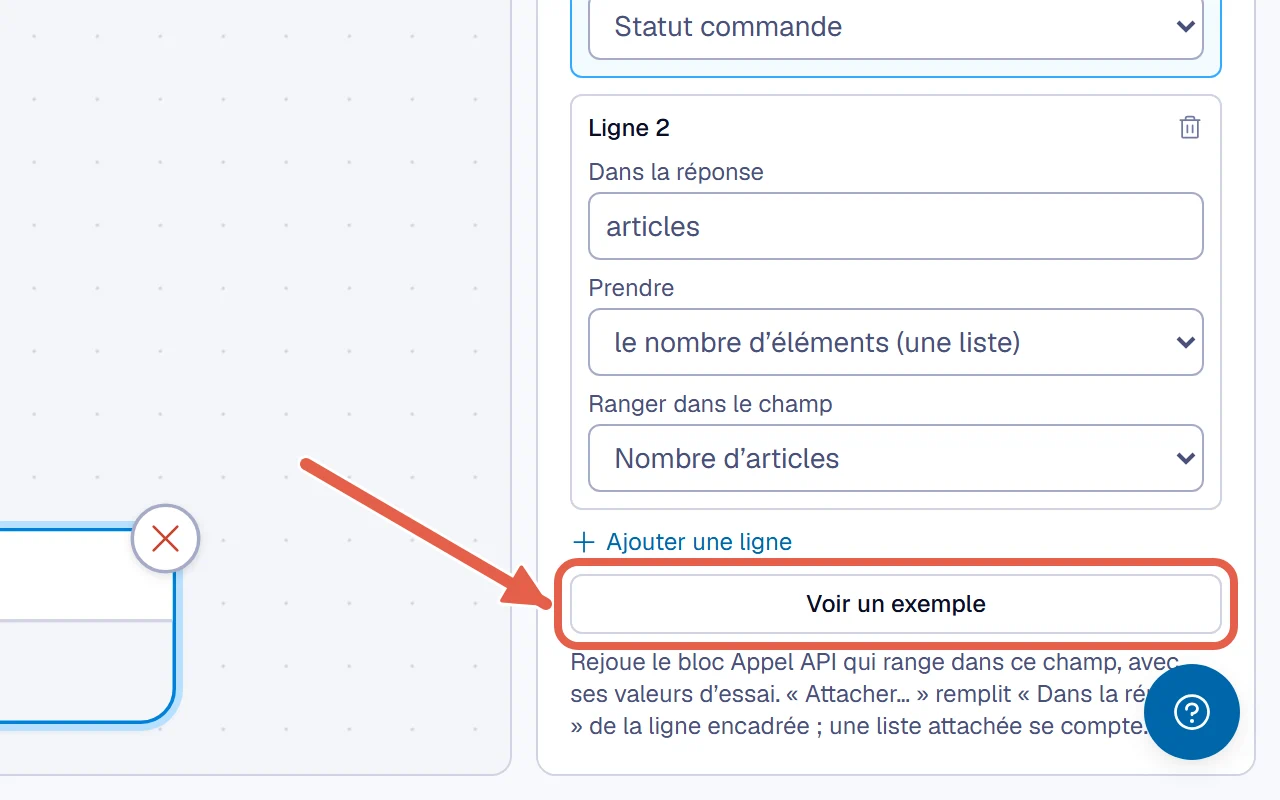 Statut commande
Ligne 2
Dans la réponse
articles
Prendre
le nombre d’éléments (une liste)
Ranger dans le champ
Nombre d’articles
Ajouter une ligne
Voir un exemple
Rejoue le bloc Appel API qui range dans ce champ, avec
ses valeurs d’essai. « Attacher... » remplit « Dans la
» de la ligne encadrée ; une liste attachée se compte.